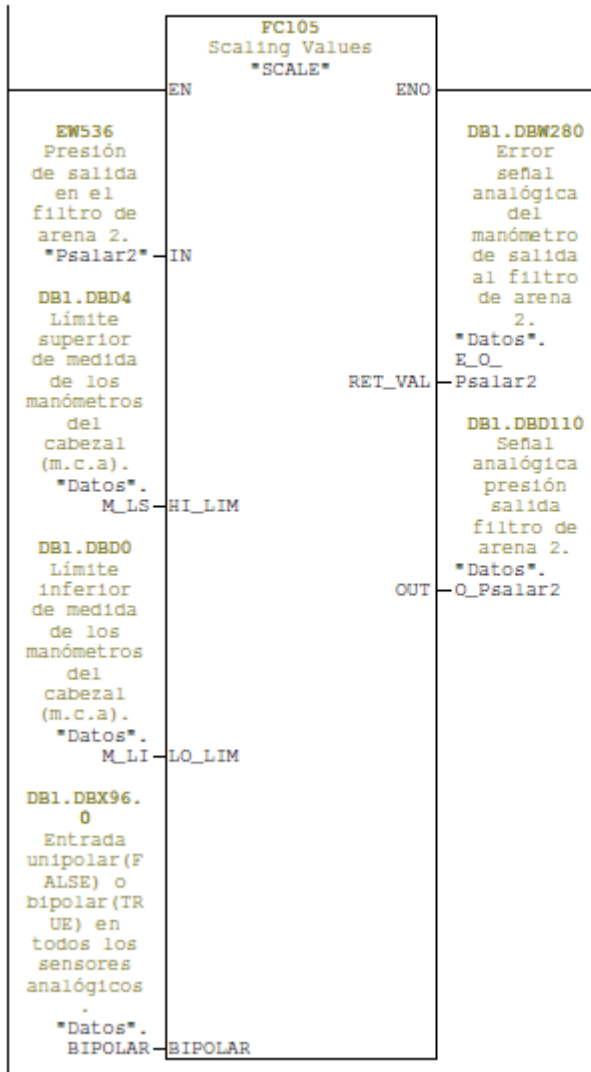 FC105
Scaling Values
"SCALE"
EN
ENO
EW536
Presión
de salida
en el
filtro de
arena 2.
"Psalar2"
IN
DB1.DBD4
Límite
superior
de medida
de los
manómetros
del
cabezal
(m.c.a).
"Datos".
M_LS
HI_LIM
DB1.DBD0
Límite
inferior
de medida
de los
manómetros
del
cabezal
(m.c.a).
"Datos".
M_LI
LO_LIM
DB1.DBX96.
0
Entrada
unipolar(F
ALSE) o
bipolar(TR
UE) en
todos los
sensores
analógicos
.
"Datos".
BIPOLAR
BIPOLAR
DB1.DBW280
Error
señal
analógica
del
manómetro
de salida
al filtro
de arena
2.
"Datos".
E_O_
RET_VAL
Psalar2
DB1.DBD110
Señal
analógica
presión
salida
filtro de
arena 2.
"Datos".
OUT
O_Psalar2